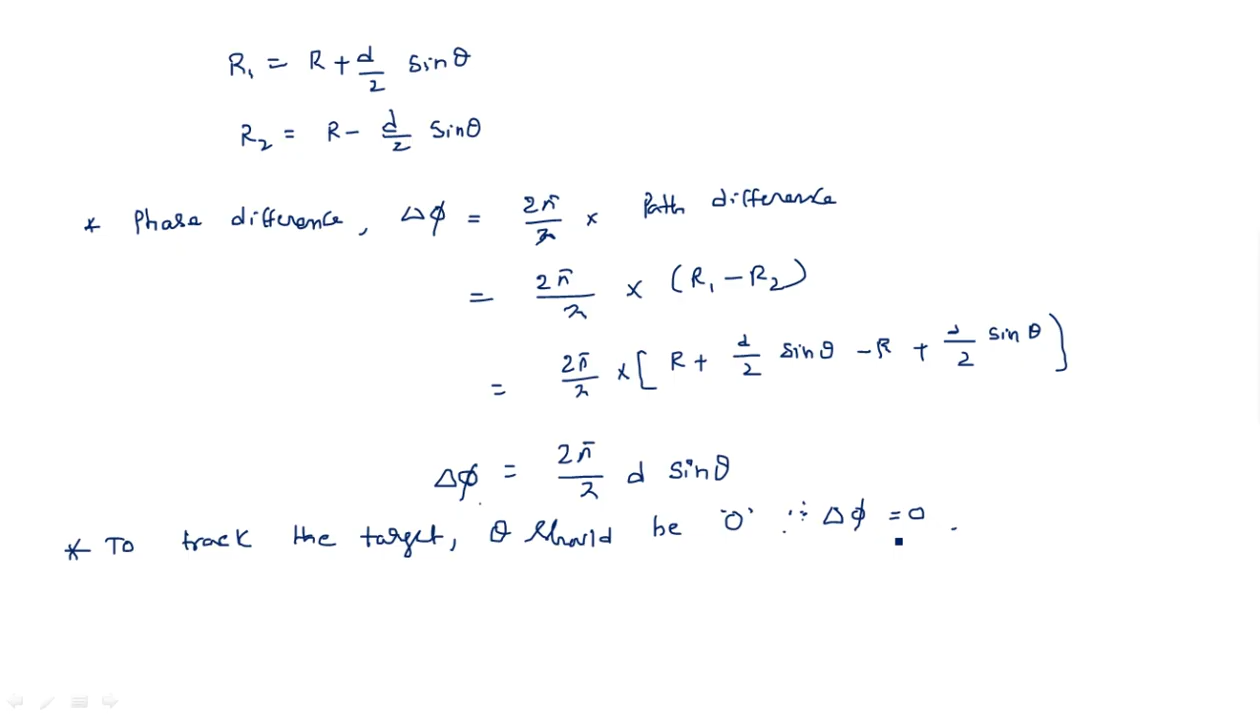 R₁ = R + d/2 sinθ
R₂ = R - d/2 sinθ
* Phase difference, Δϕ = 2π/λ × Path difference
= 2π/λ × (R₁ - R₂)
= 2π/λ × [R + d/2 sinθ - R + d/2 sinθ]
Δϕ = 2π/λ d sinθ
* To track the target, θ should be '0' ∵ Δϕ = 0.